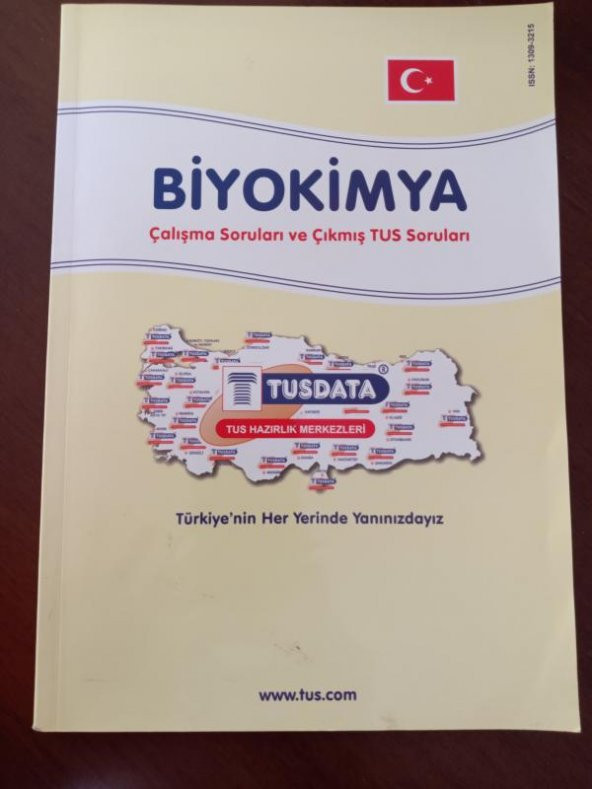 ISSN: 1309-3215
BİYOKİMYA
Çalışma Soruları ve Çıkmış TUS Soruları
TUSDATA ®
TUS HAZIRLIK MERKEZLERİ
Türkiye'nin Her Yerinde Yanınızdayız
www.tus.com